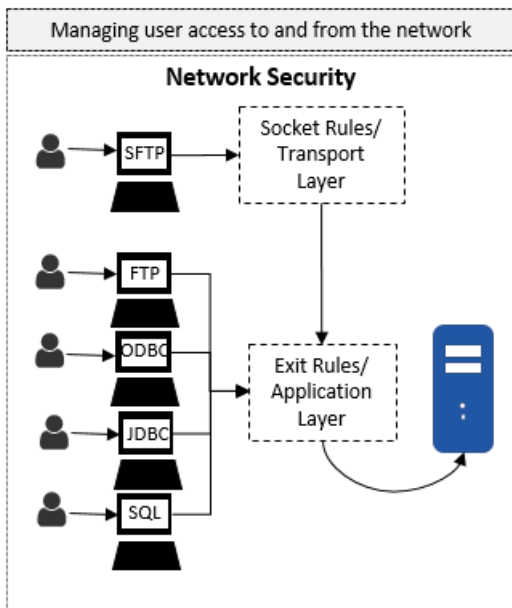 Managing user access to and from the network
Network Security
SFTP
Socket Rules/
Transport
Layer
FTP
ODBC
Exit Rules/
Application
Layer
JDBC
SQL